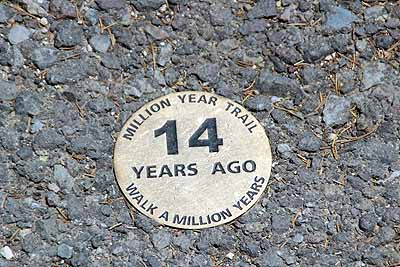 MILLION YEAR TRAIL
14
YEARS AGO
WALK A MILLION YEARS